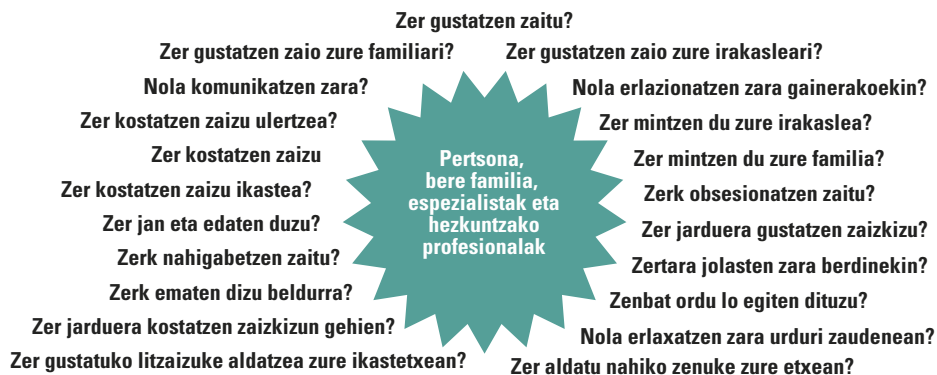 Zer gustatzen zaitu?
Zer gustatzen zaio zure familiari?
Zer gustatzen zaio zure irakasleari?
Nola komunikatzen zara?
Nola erlazionatzen zara gainerakoekin?
Zer kostatzen zaizu ulertzea?
Zer mintzen du zure irakaslea?
Zer kostatzen zaizu
Zer mintzen du zure familia?
Zer kostatzen zaizu ikastea?
Zerk obsesionatzen zaitu?
Zer jan eta edaten duzu?
Zer jarduera gustatzen zaizkizu?
Zerk nahigabetzen zaitu?
Zertara jolasten zara berdinekin?
Zerk ematen dizu beldurra?
Zenbat ordu lo egiten dituzu?
Zer jarduera kostatzen zaizkizun gehien?
Nola erlaxatzen zara urduri zaudenean?
Zer gustatuko litzaizuke aldatzea zure ikastetxean?
Zer aldatu nahiko zenuke zure etxean?
Pertsona,
bere familia,
espezialistak eta
hezkuntzako
profesionalak